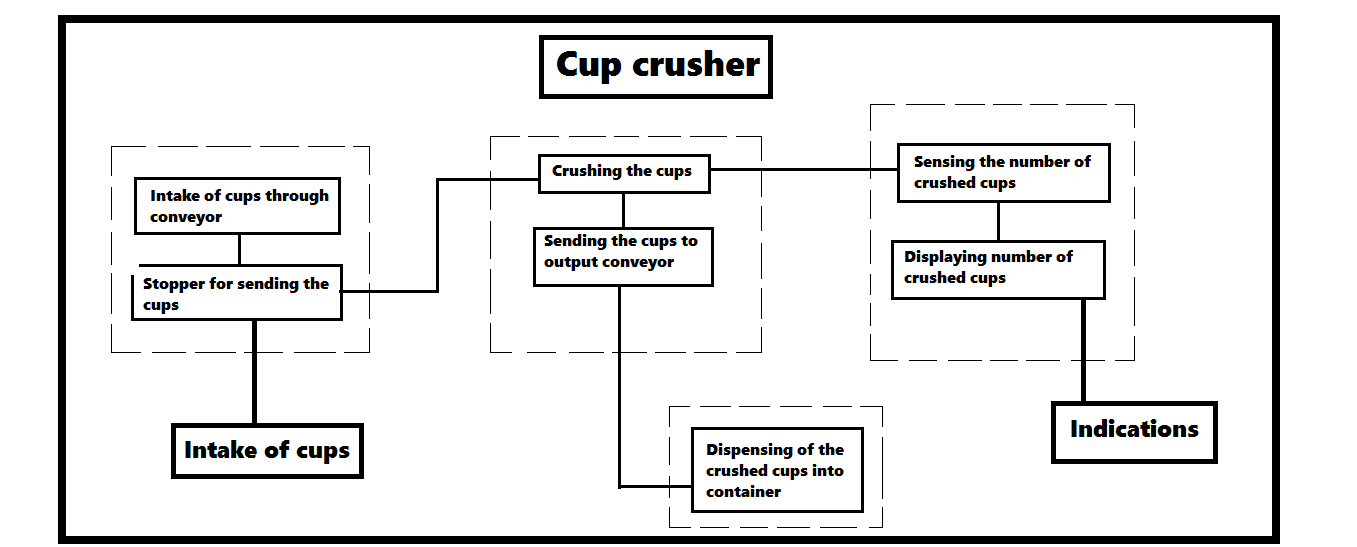 Cup crusher
Intake of cups through
conveyor
Stopper for sending the
cups
Intake of cups
Crushing the cups
Sending the cups to
output conveyor
Dispensing of the
crushed cups into
container
Sensing the number of
crushed cups
Displaying number of
crushed cups
Indications